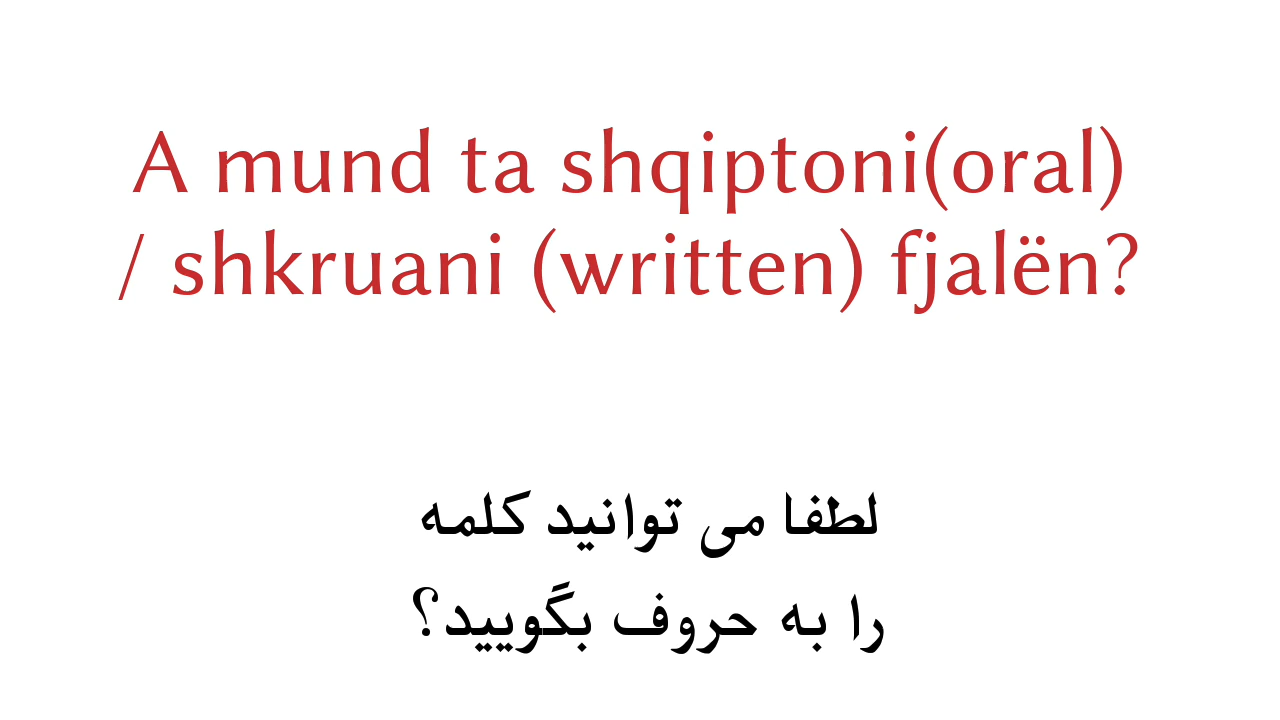 A mund ta shqiptoni(oral)
/ shkruani (written) fjalën?
لطفا می توانید کلمه
را به حروف بگویید؟